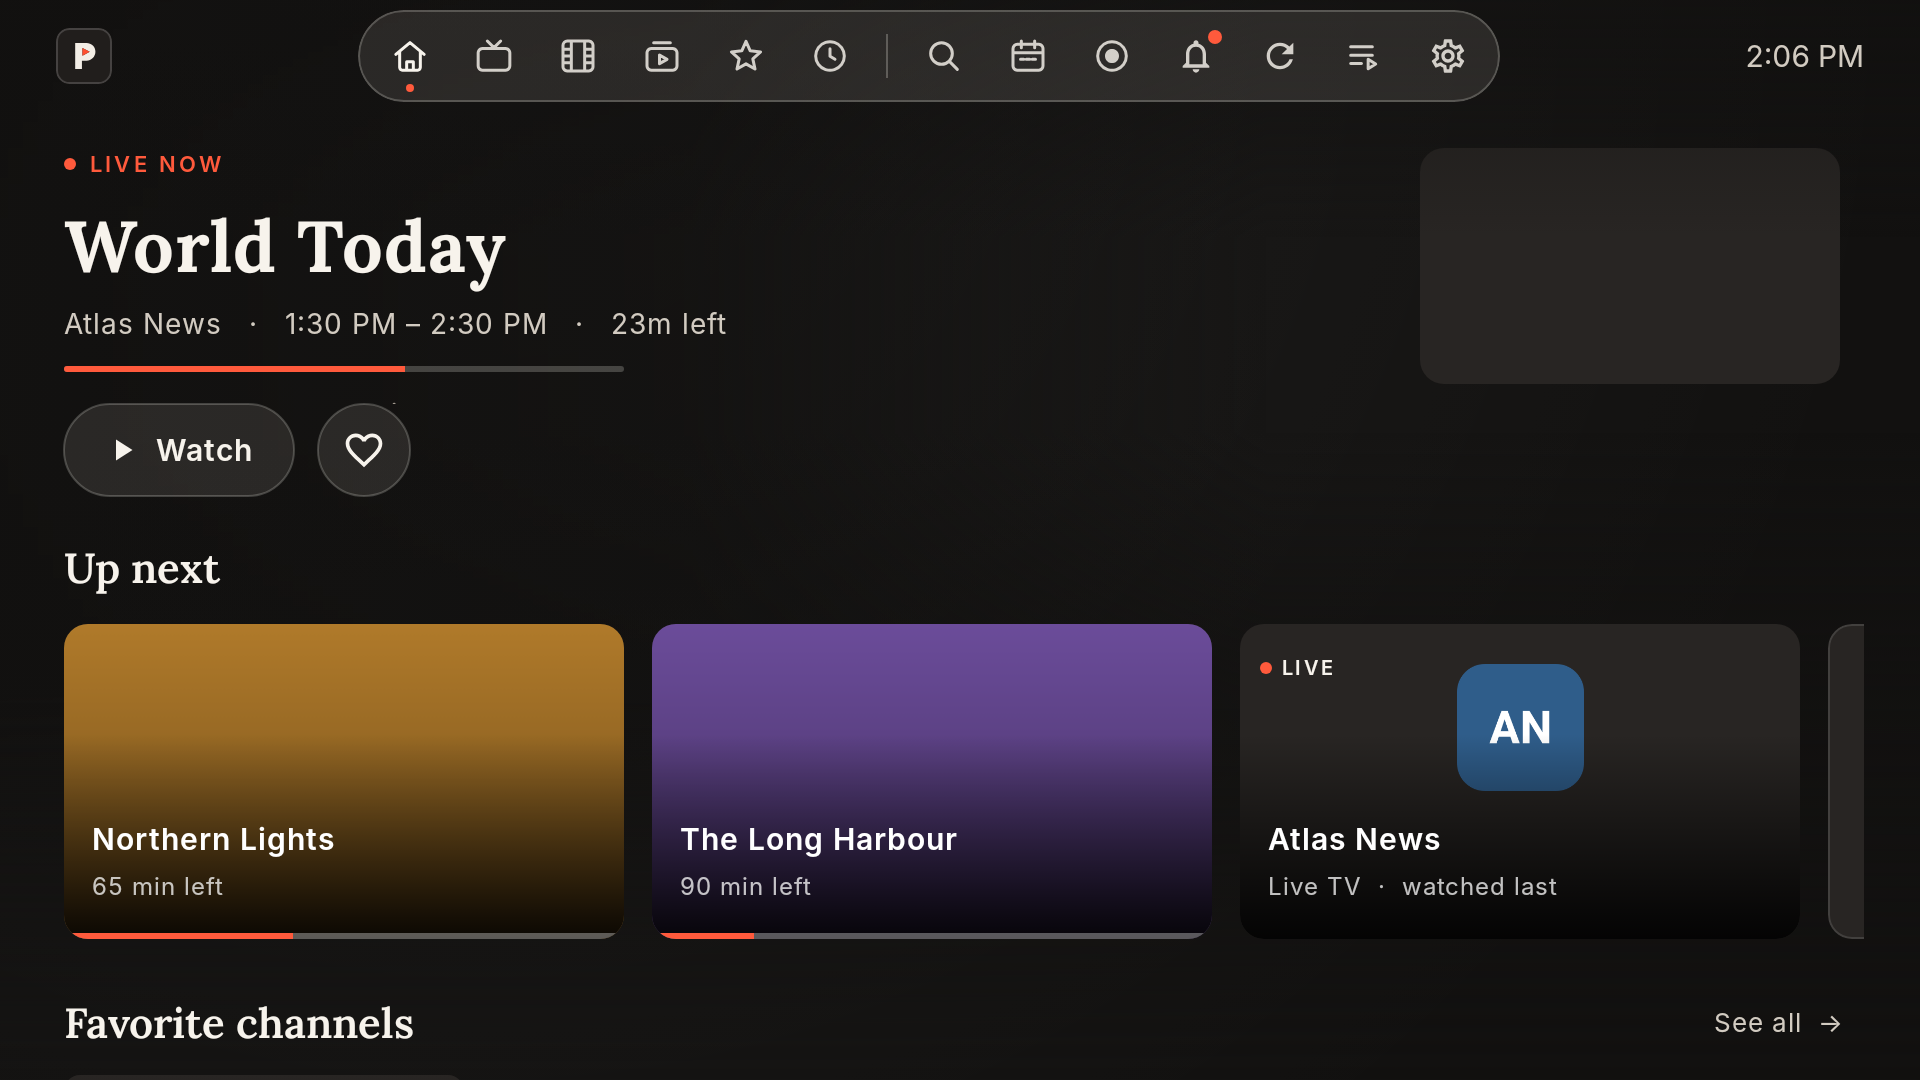 P
2:06 PM
LIVE NOW
World Today
Atlas News · 1:30 PM – 2:30 PM · 23m left
Watch
Up next
Northern Lights
65 min left
The Long Harbour
90 min left
LIVE
AN
Atlas News
Live TV · watched last
Favorite channels
See all →